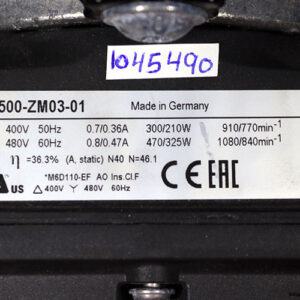 1045490
500-ZM03-01 Made in Germany
400V 50Hz 0.7/0.36A 300/210W 910/770min-1
480V 60Hz 0.8/0.47A 470/325W 1080/840min-1
η =36.3% (A, static) N40 N=46.1
US *M6D110-EF AO Ins.Cl.F CE EAC
△ 400V Y 480V 60Hz